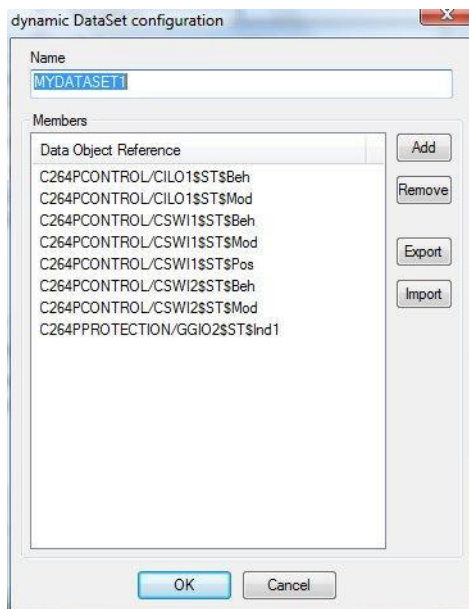 dynamic DataSet configuration
Name
MYDATASET1
Members
Data Object Reference
C264PCONTROL/CILO1$ST$Beh
C264PCONTROL/CILO1$ST$Mod
C264PCONTROL/CSWI1$ST$Beh
C264PCONTROL/CSWI1$ST$Mod
C264PCONTROL/CSWI1$ST$Pos
C264PCONTROL/CSWI2$ST$Beh
C264PCONTROL/CSWI2$ST$Mod
C264PPROTECTION/GGIO2$ST$Ind1
Add
Remove
Export
Import
OK
Cancel